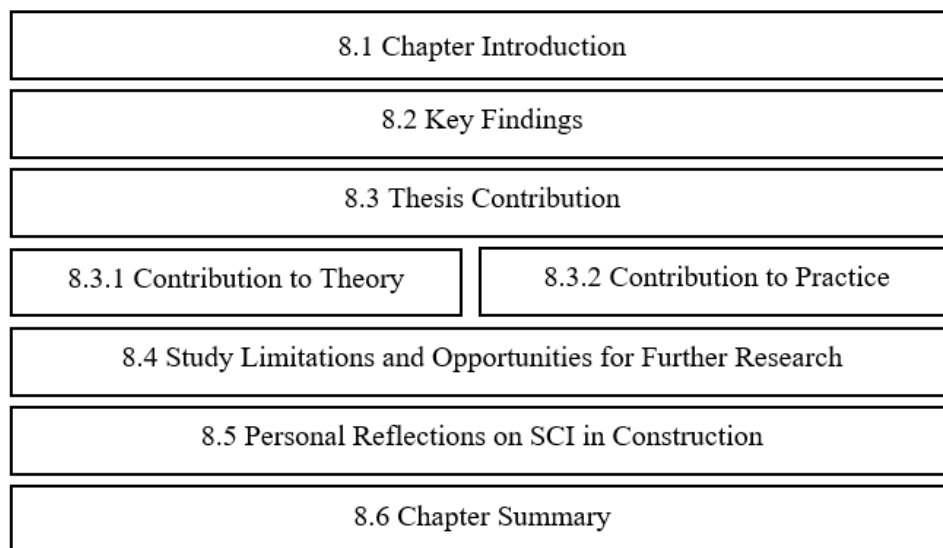 8.1 Chapter Introduction
8.2 Key Findings
8.3 Thesis Contribution
8.3.1 Contribution to Theory
8.3.2 Contribution to Practice
8.4 Study Limitations and Opportunities for Further Research
8.5 Personal Reflections on SCI in Construction
8.6 Chapter Summary